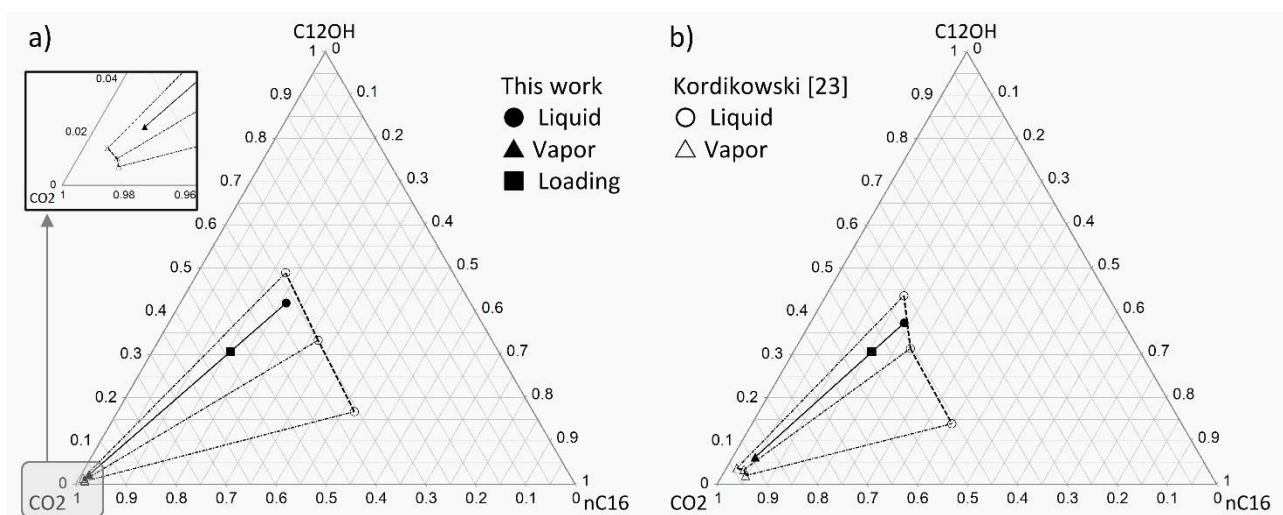 a)
C12OH
1 0
0.9 0.1
0.8 0.2
0.7 0.3
0.6 0.4
0.5 0.5
0.4 0.6
0.3 0.7
0.2 0.8
0.1 0.9
0 1
CO2 nC16
1 0.9 0.8 0.7 0.6 0.5 0.4 0.3 0.2 0.1 0
0.04
0.02
0
CO2
1 0.98 0.96
This work
Liquid
Vapor
Loading
b)
C12OH
1 0
0.9 0.1
0.8 0.2
0.7 0.3
0.6 0.4
0.5 0.5
0.4 0.6
0.3 0.7
0.2 0.8
0.1 0.9
0 1
CO2 nC16
1 0.9 0.8 0.7 0.6 0.5 0.4 0.3 0.2 0.1 0
Kordikowski [23]
Liquid
Vapor